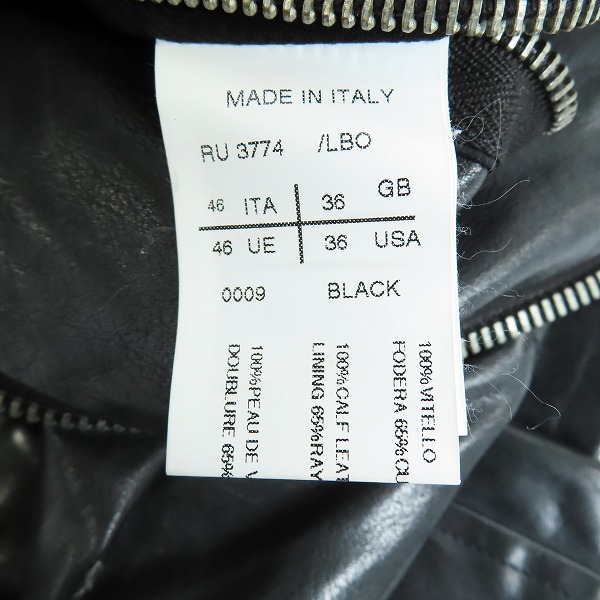 MADE IN ITALY
RU 3774 /LBO
46 ITA 36 GB
46 UE 36 USA
0009 BLACK
100%VITELLO
FODERA 65%CU
100%CALF LEAT
LINING 65%RAY
100%PEAU DE V
DOUBLURE 65%